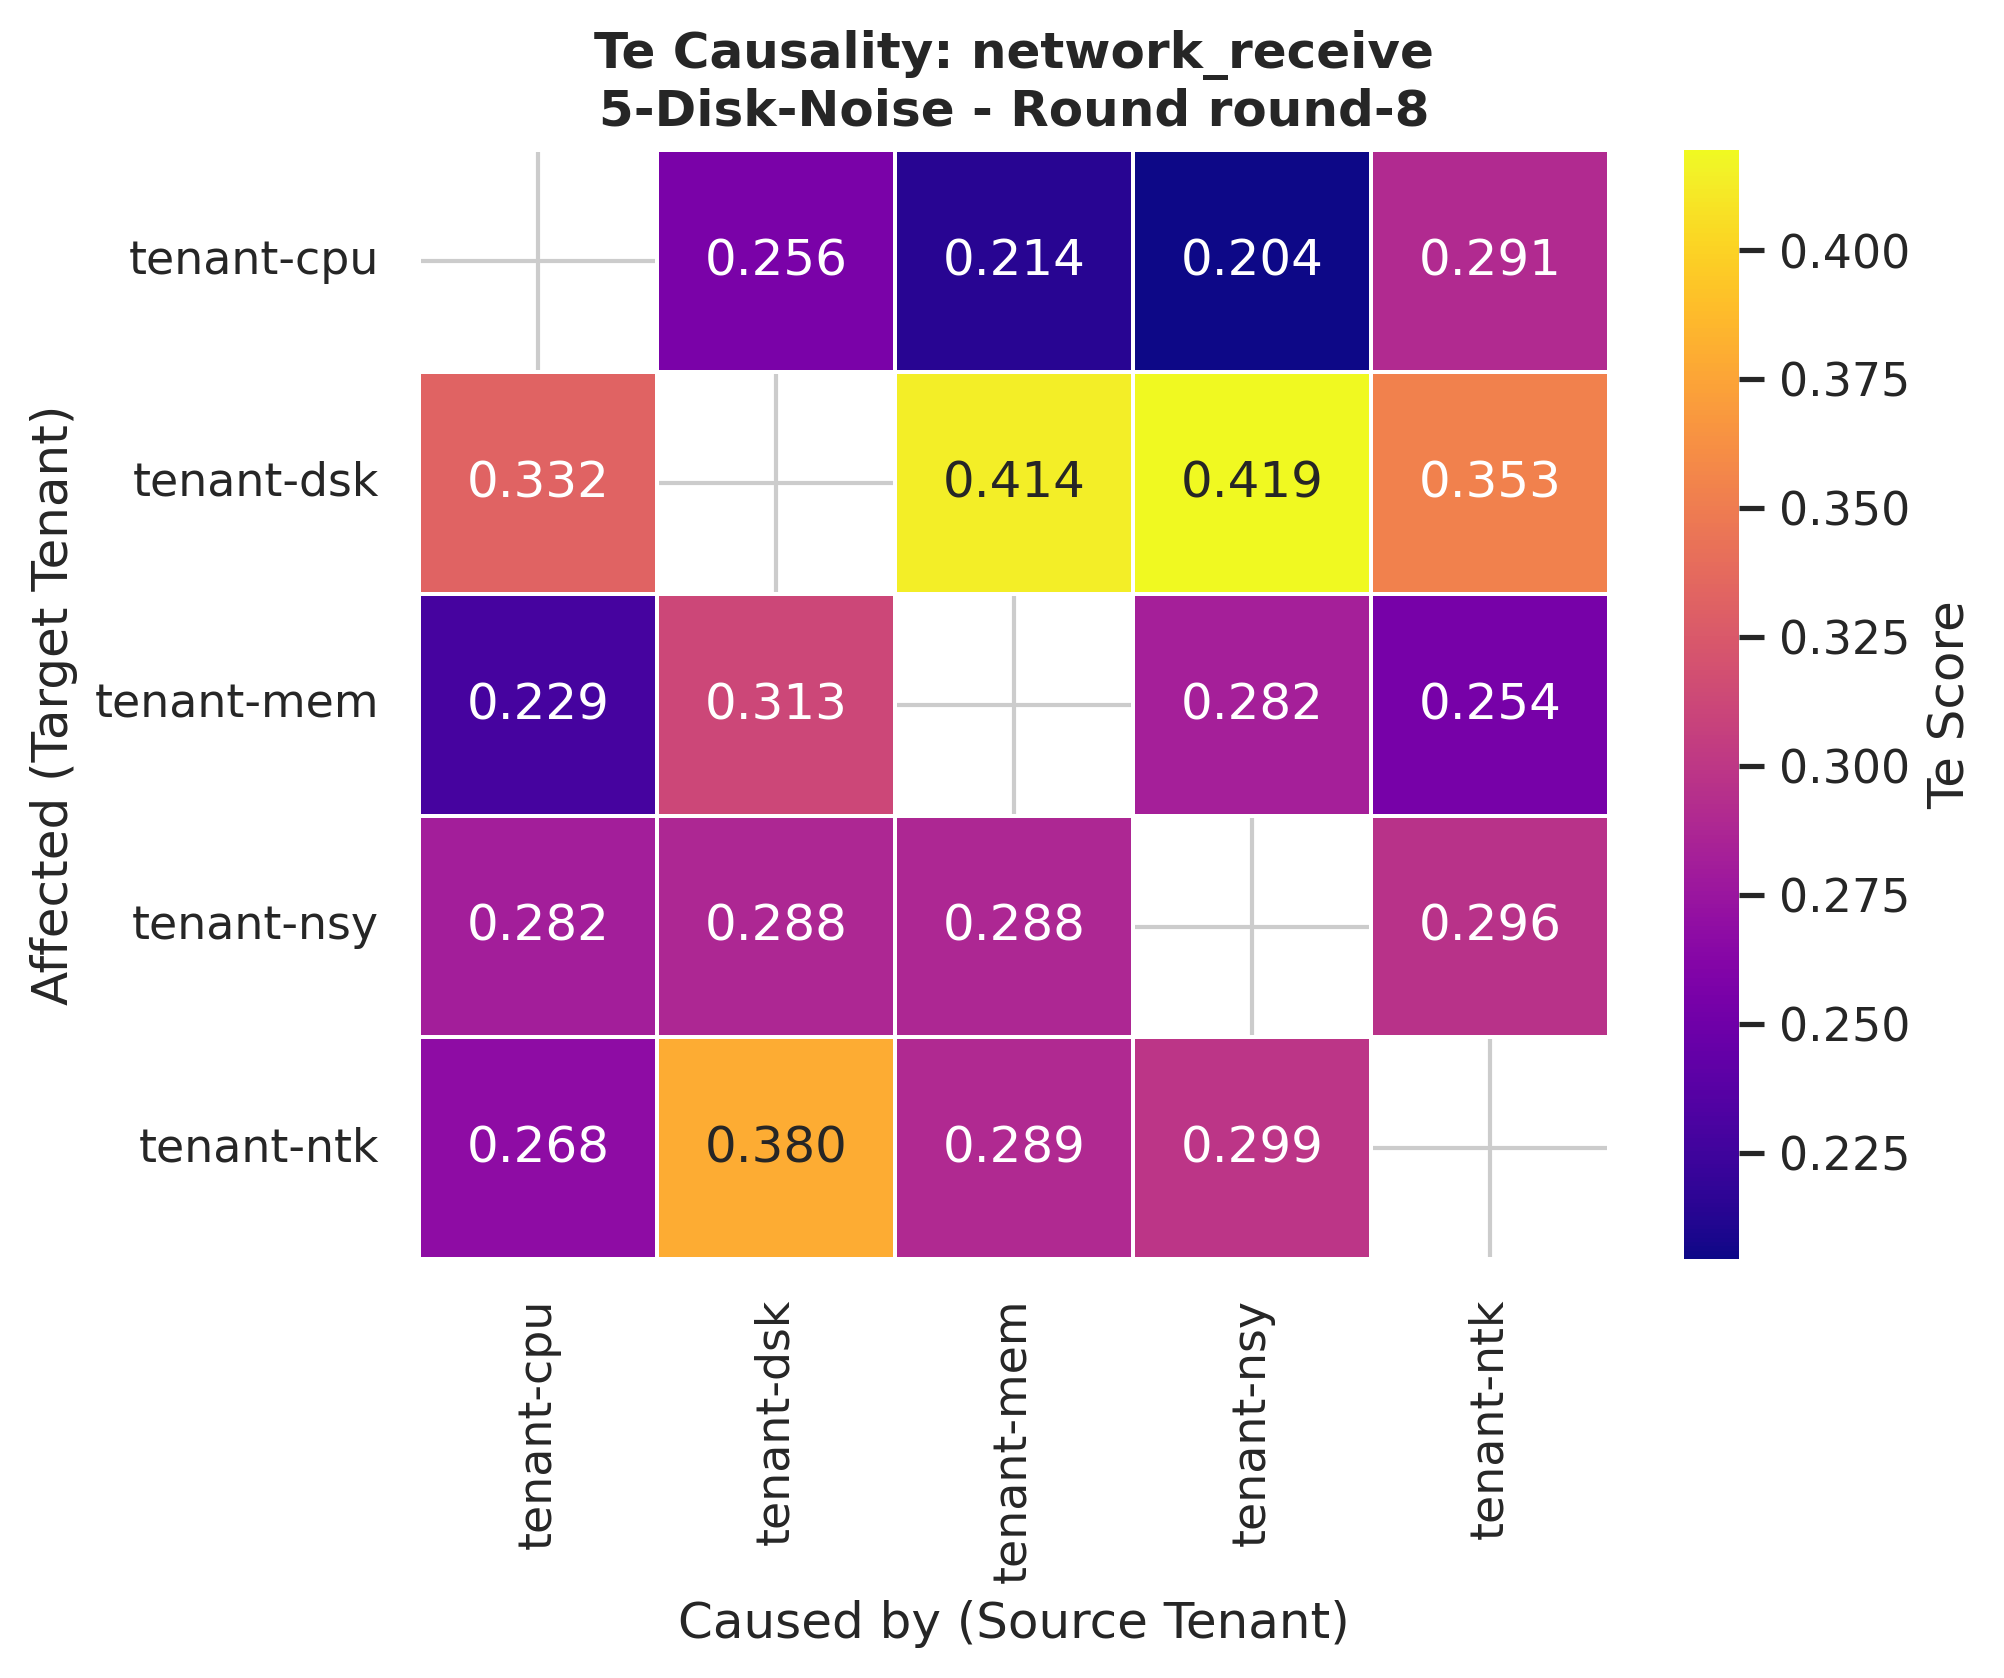 Te Causality: network_receive
5-Disk-Noise - Round round-8
Affected (Target Tenant)
tenant-cpu
0.256
0.214
0.204
0.291
tenant-dsk
0.332
0.414
0.419
0.353
tenant-mem
0.229
0.313
0.282
0.254
tenant-nsy
0.282
0.288
0.288
0.296
tenant-ntk
0.268
0.380
0.289
0.299
tenant-cpu
tenant-dsk
tenant-mem
tenant-nsy
tenant-ntk
Caused by (Source Tenant)
0.400
0.375
0.350
0.325
0.300
0.275
0.250
0.225
Te Score